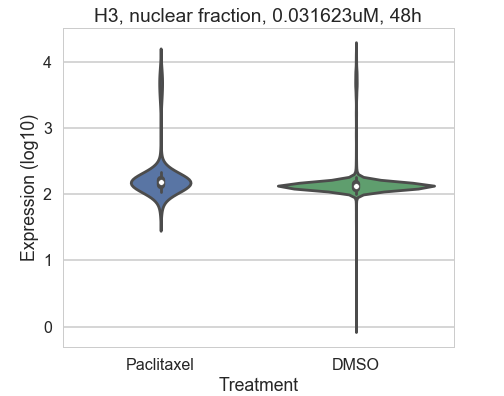 H3, nuclear fraction, 0.031623uM, 48h
Expression (log10)
4
3
2
1
0
Paclitaxel DMSO
Treatment